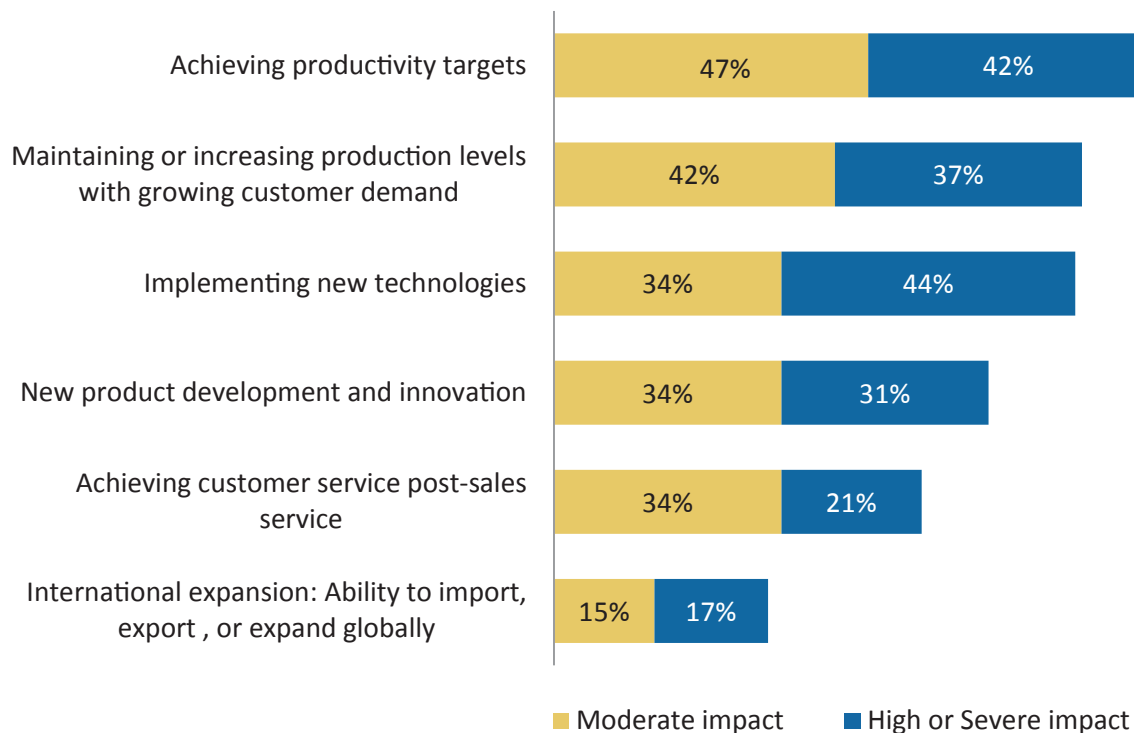 Achieving productivity targets
47%
42%
Maintaining or increasing production levels
with growing customer demand
42%
37%
Implementing new technologies
34%
44%
New product development and innovation
34%
31%
Achieving customer service post-sales
service
34%
21%
International expansion: Ability to import,
export , or expand globally
15%
17%
Moderate impact
High or Severe impact